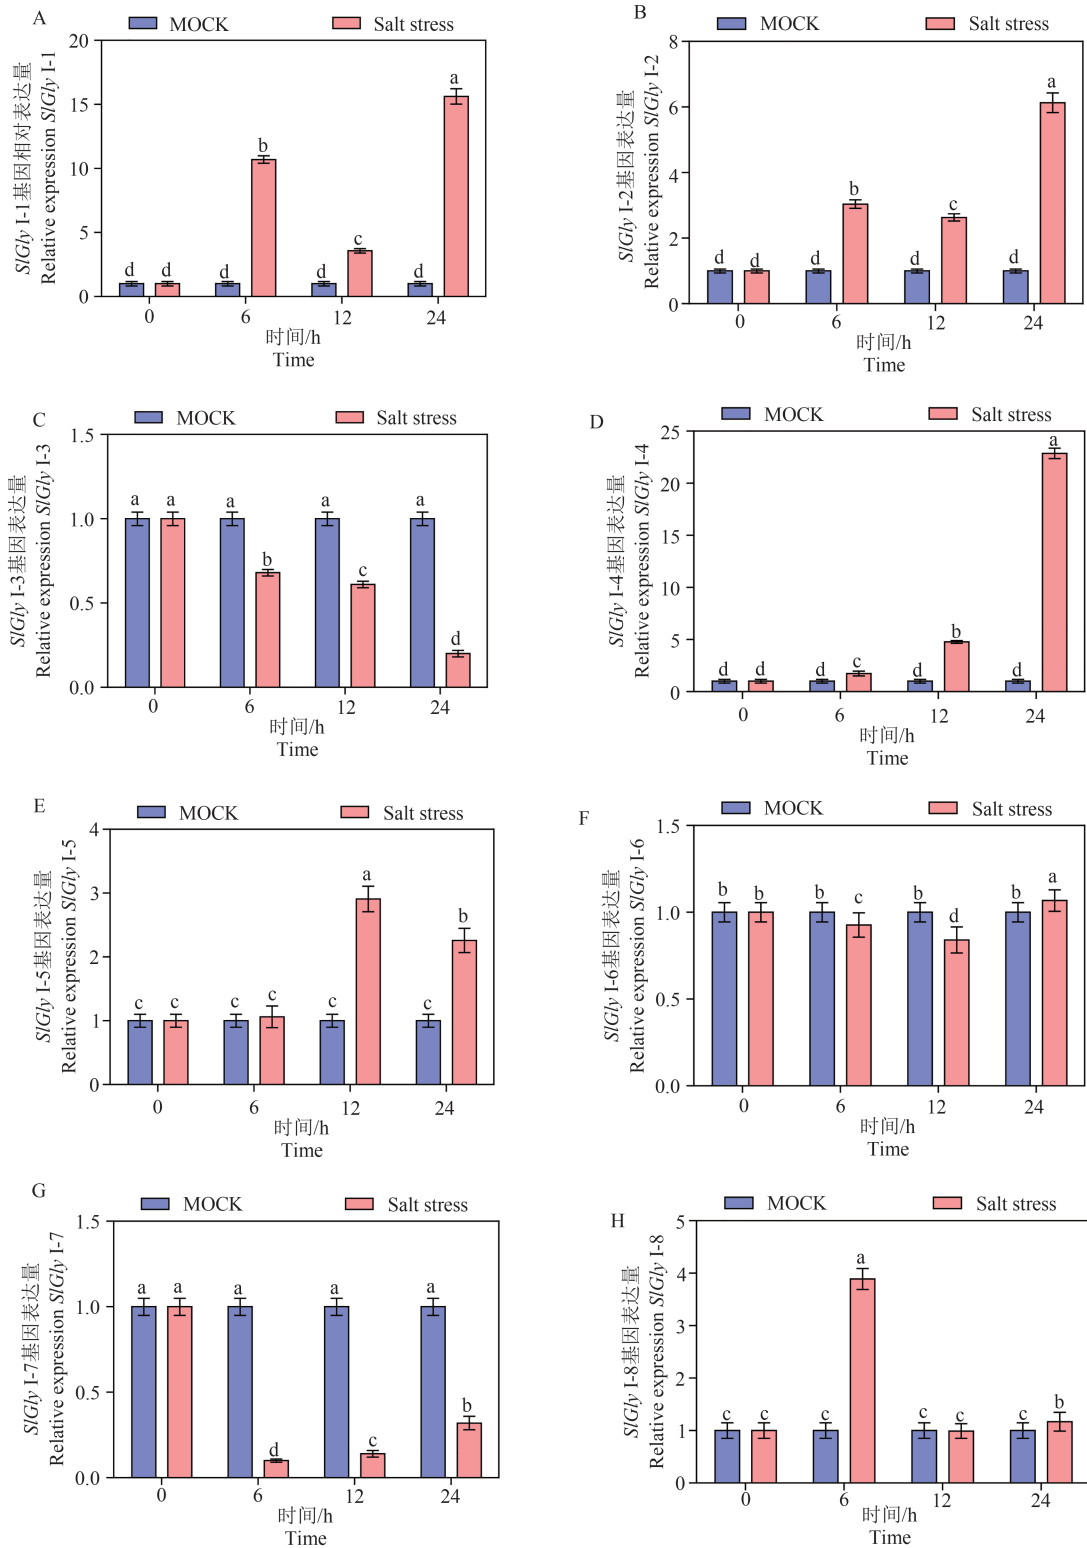 A
MOCK
Salt stress
SlGly I-1基因相对表达量
Relative expression SlGly I-1
20
15
10
5
0
d d d b d c d a
0 6 12 24
时间/h
Time
B
MOCK
Salt stress
SlGly I-2基因表达量
Relative expression SlGly I-2
8
6
4
2
0
d d d b d c d a
0 6 12 24
时间/h
Time
C
MOCK
Salt stress
SlGly I-3基因表达量
Relative expression SlGly I-3
1.5
1.0
0.5
0.0
a a a b a c a d
0 6 12 24
时间/h
Time
D
MOCK
Salt stress
SlGly I-4基因表达量
Relative expression SlGly I-4
25
20
15
10
5
0
d d d c d b d a
0 6 12 24
时间/h
Time
E
MOCK
Salt stress
SlGly I-5基因表达量
Relative expression SlGly I-5
4
3
2
1
0
c c c c c a c b
0 6 12 24
时间/h
Time
F
MOCK
Salt stress
SlGly I-6基因表达量
Relative expression SlGly I-6
1.5
1.0
0.5
0.0
b b b c b d b a
0 6 12 24
时间/h
Time
G
MOCK
Salt stress
SlGly I-7基因表达量
Relative expression SlGly I-7
1.5
1.0
0.5
0.0
a a a d a c a b
0 6 12 24
时间/h
Time
H
MOCK
Salt stress
SlGly I-8基因表达量
Relative expression SlGly I-8
5
4
3
2
1
0
c c c a c c c b
0 6 12 24
时间/h
Time